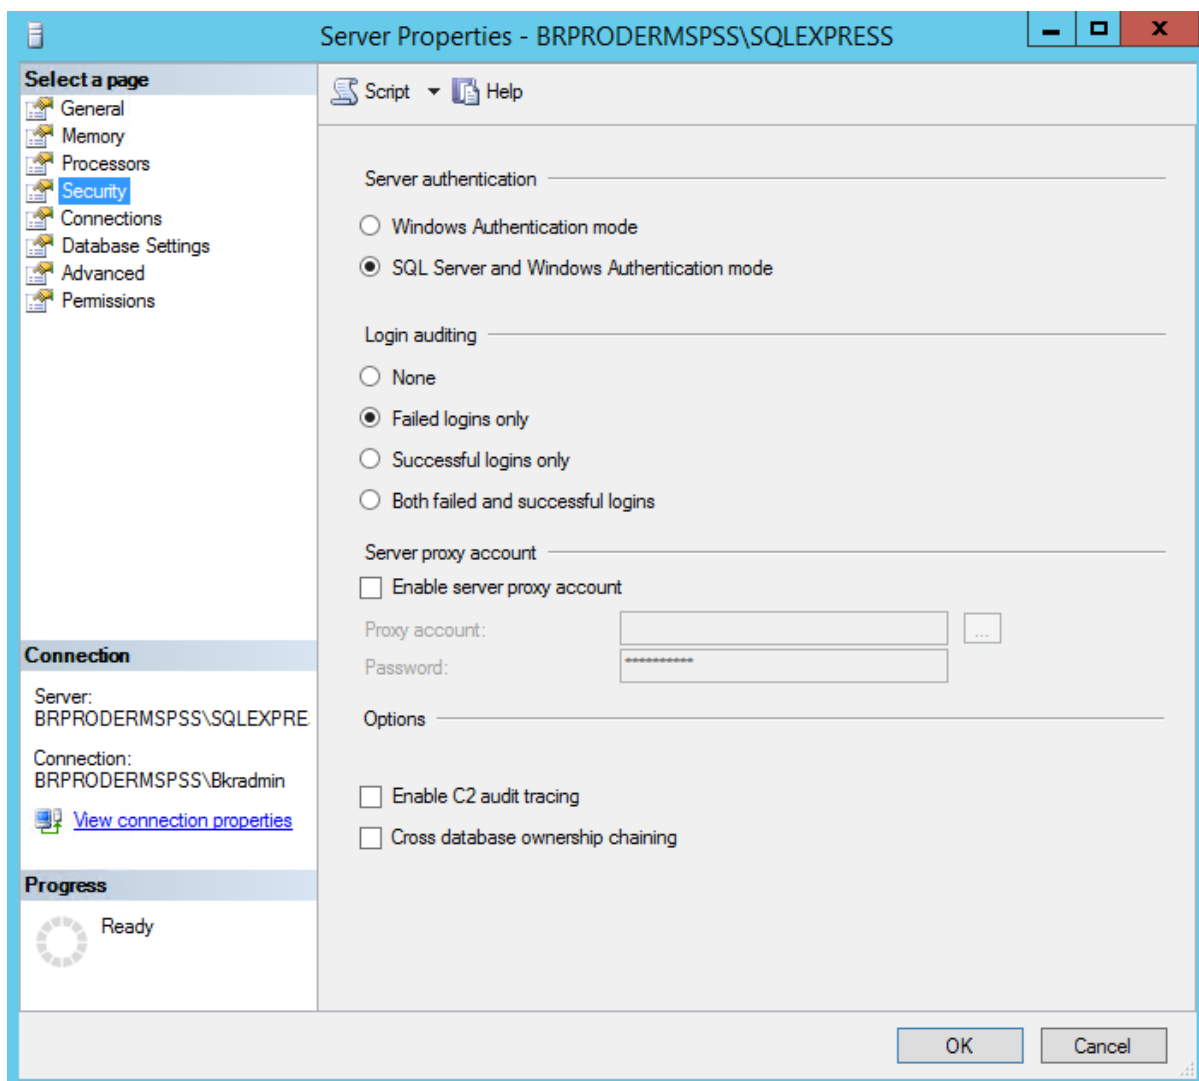 Server Properties - BRPRODERMSPSS\SQLEXPRESS
Select a page
General
Memory
Processors
Security
Connections
Database Settings
Advanced
Permissions
Script
Help
Server authentication
Windows Authentication mode
SQL Server and Windows Authentication mode
Login auditing
None
Failed logins only
Successful logins only
Both failed and successful logins
Server proxy account
Enable server proxy account
Proxy account:
...
Password:
**********
Options
Enable C2 audit tracing
Cross database ownership chaining
Connection
Server:
BRPRODERMSPSS\SQLEXPRE
Connection:
BRPRODERMSPSS\Bkradmin
View connection properties
Progress
Ready
OK
Cancel